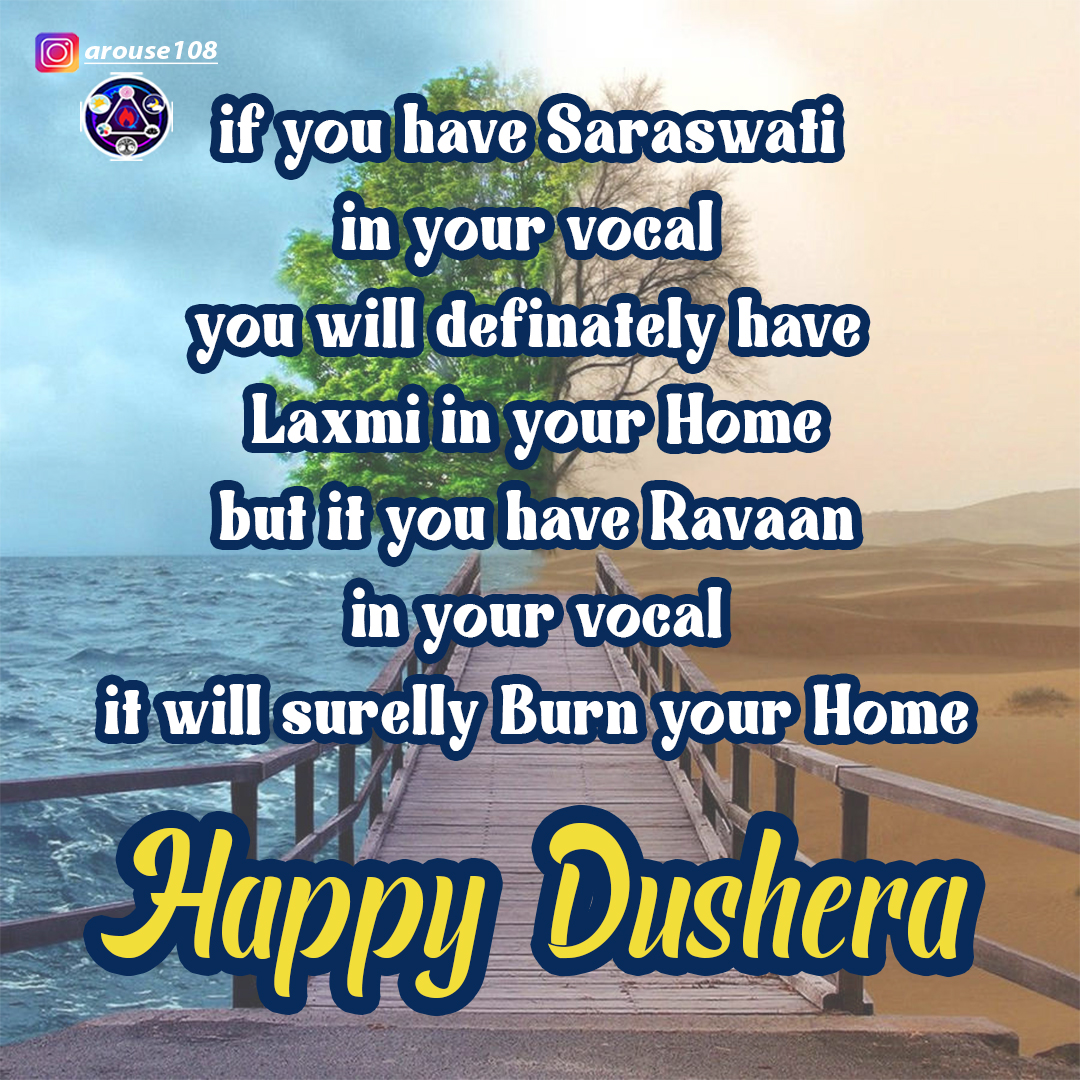 arouse108
if you have Saraswati
in your vocal
you will definately have
Laxmi in your Home
but it you have Ravaan
in your vocal
it will surelly Burn your Home
Happy Dushera